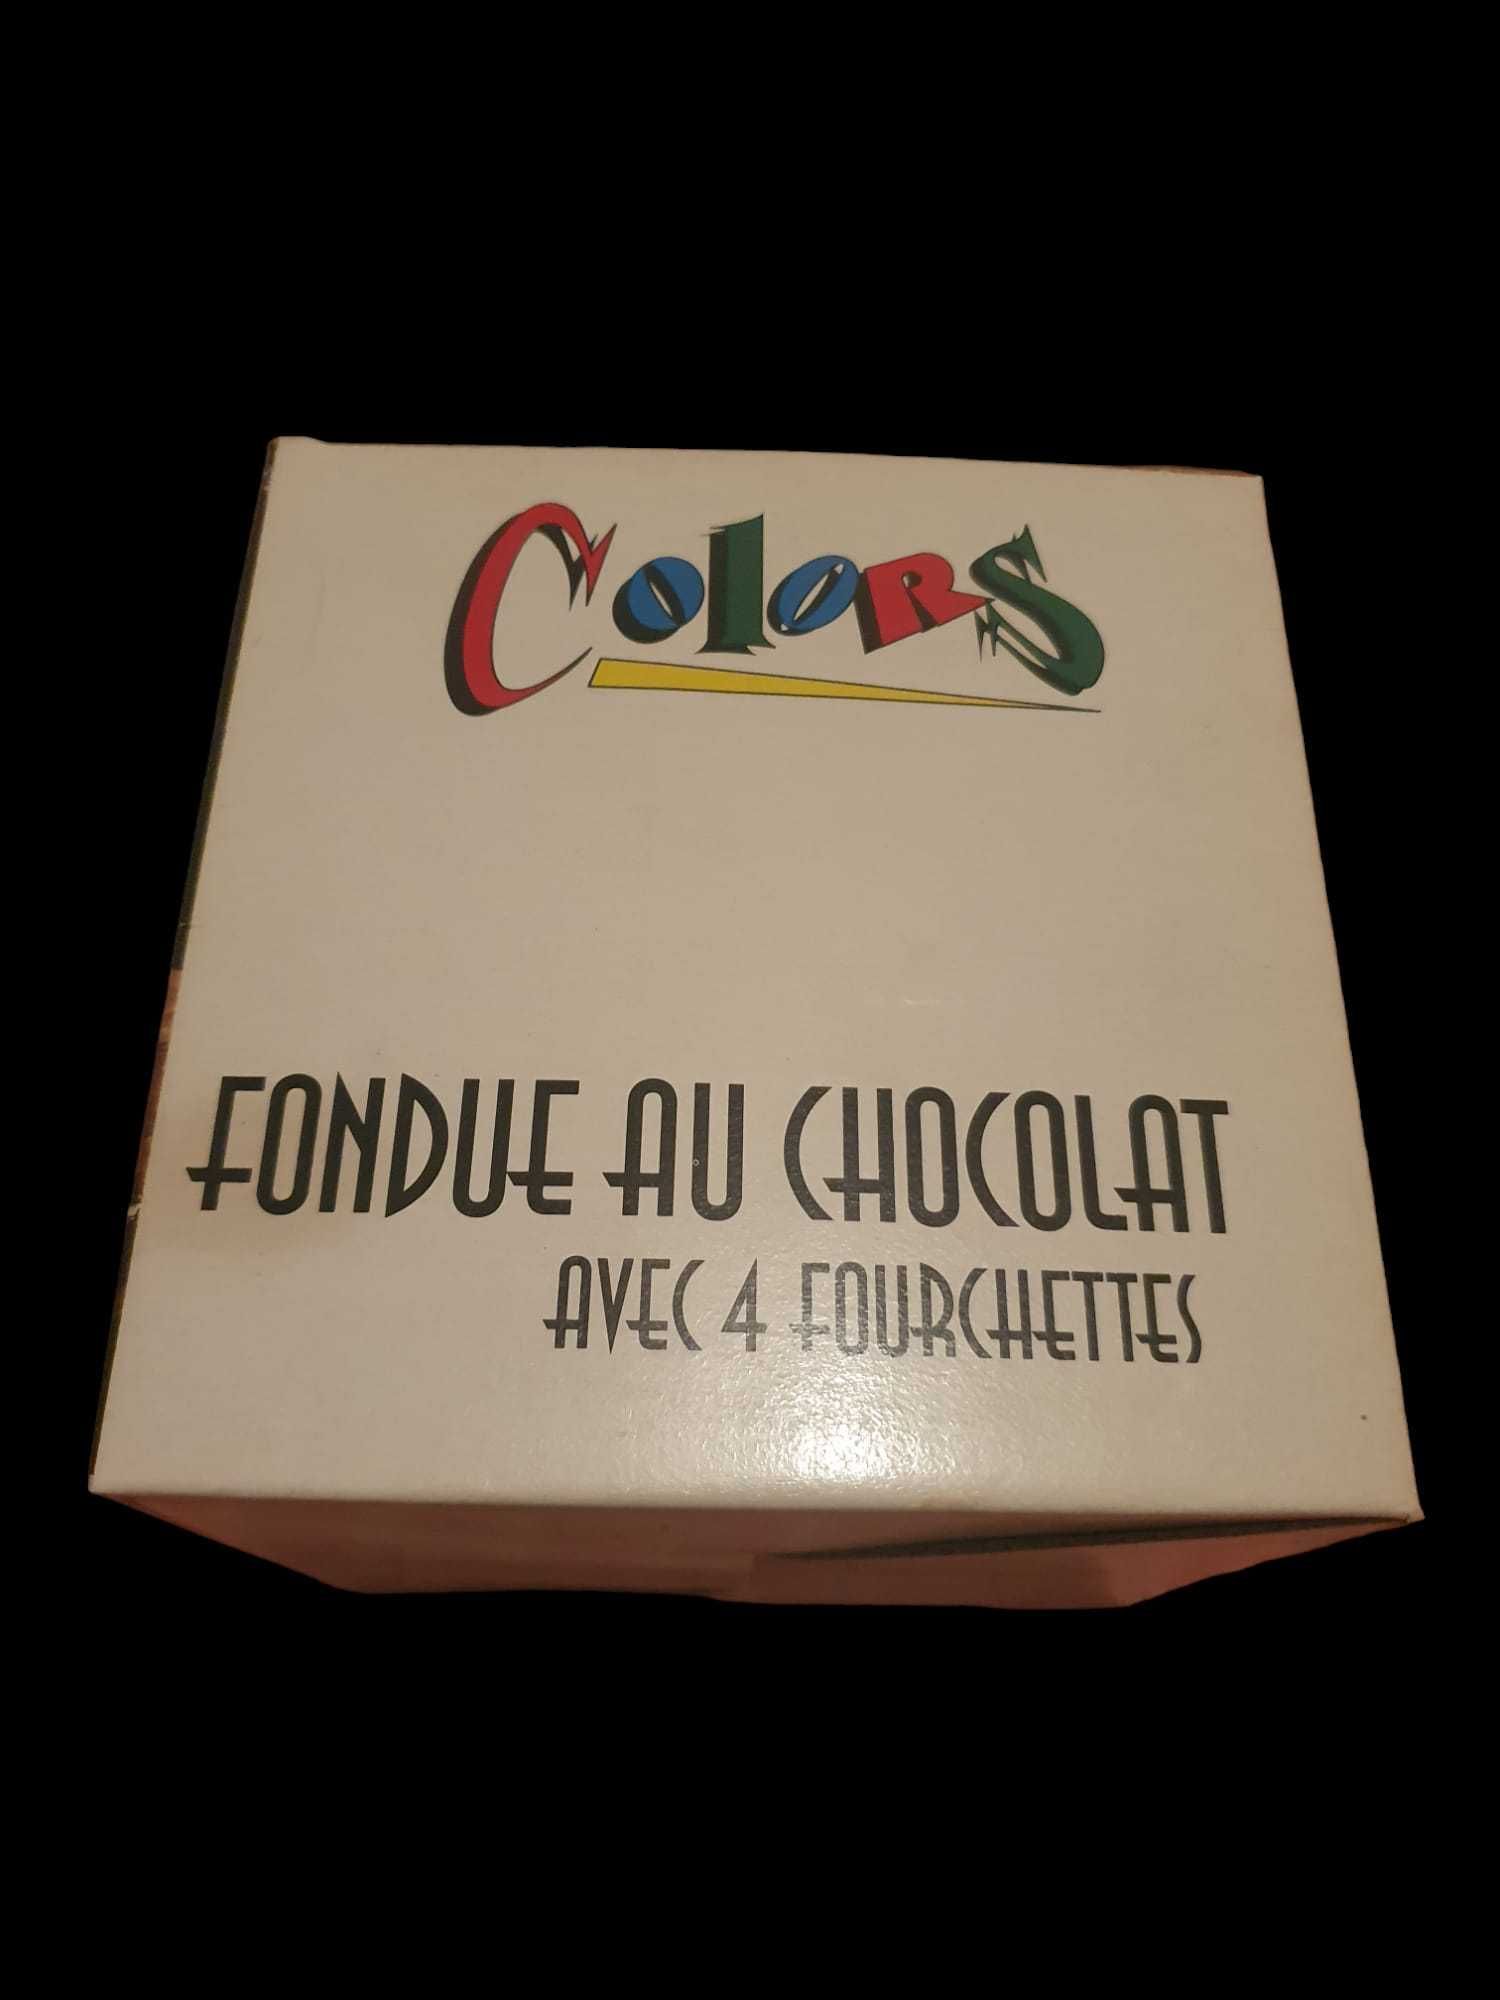 Colors
FONDUE AU CHOCOLAT
AVEC 4 FOURCHETTES